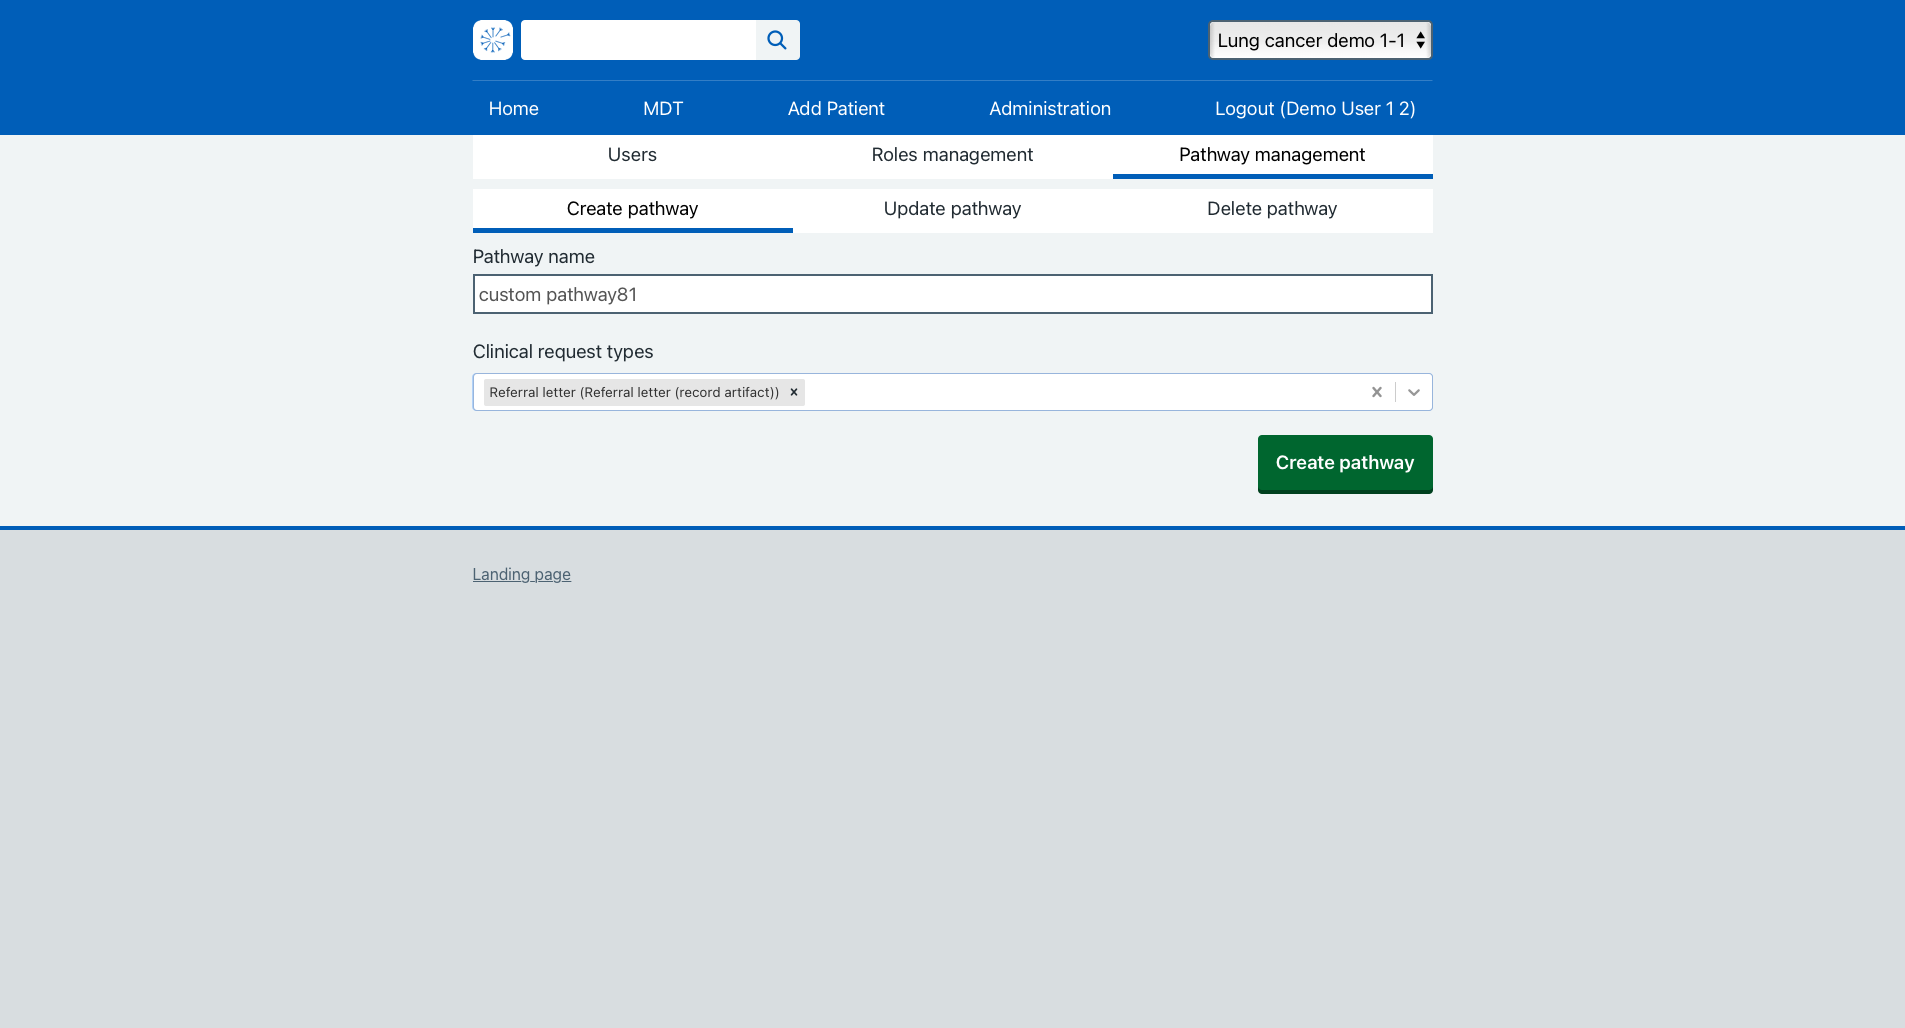 Lung cancer demo 1-1
Home MDT Add Patient Administration Logout (Demo User 1 2)
Users Roles management Pathway management
Create pathway Update pathway Delete pathway
Pathway name
custom pathway81
Clinical request types
Referral letter (Referral letter (record artifact))
Create pathway
Landing page